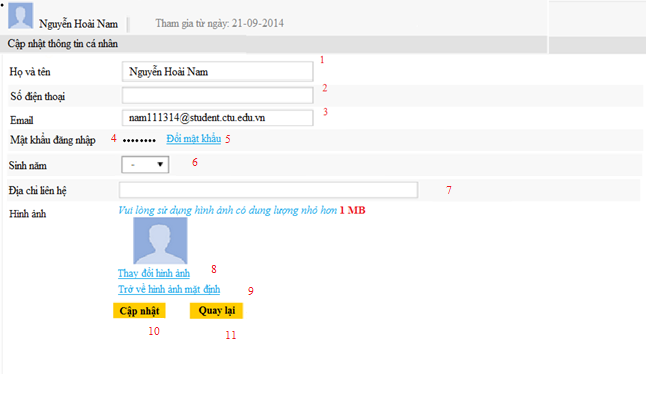 Nguyễn Hoài Nam Tham gia từ ngày: 21-09-2014
Cập nhật thông tin cá nhân
Họ và tên Nguyễn Hoài Nam 1
Số điện thoại 2
Email nam111314@student.ctu.edu.vn 3
Mật khẩu đăng nhập 4 •••••••• Đổi mật khẩu 5
Sinh năm - 6
Địa chỉ liên hệ 7
Hình ảnh Vui lòng sử dụng hình ảnh có dung lượng nhỏ hơn 1 MB
Thay đổi hình ảnh 8
Trở về hình ảnh mặt định 9
Cập nhật Quay lại
10 11